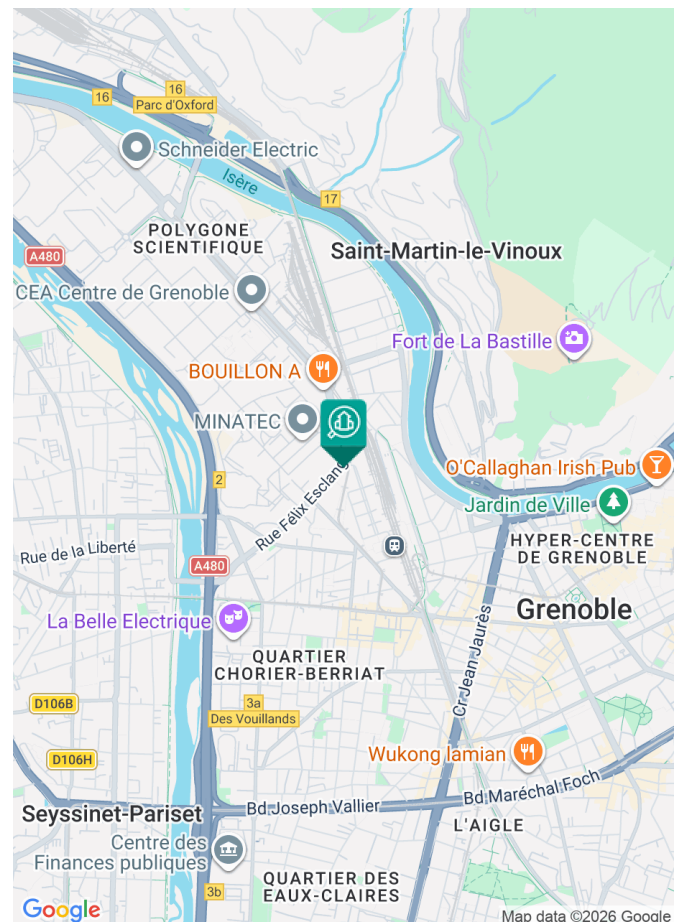 16
16
Parc d'Oxford
Schneider Electric
Isère
17
POLYGONE
SCIENTIFIQUE
Saint-Martin-le-Vinoux
A480
CEA Centre de Grenoble
Fort de La Bastille
BOUILLON A
MINATEC
O'Callaghan Irish Pub
2
Rue Félix Esclang
Jardin de Ville
Rue de la Liberté
HYPER-CENTRE
DE GRENOBLE
A480
La Belle Electrique
Grenoble
QUARTIER
CHORIER-BERRIAT
Cr Jean Jaurès
D106B
3a
Des Vouillands
D106H
Wukong lamian
Bd Maréchal Foch
Seyssinet-Pariset
Bd Joseph Vallier
L'AIGLE
Centre des
Finances publiques
QUARTIER DES
EAUX-CLAIRES
3b
Google
Map data ©2026 Google